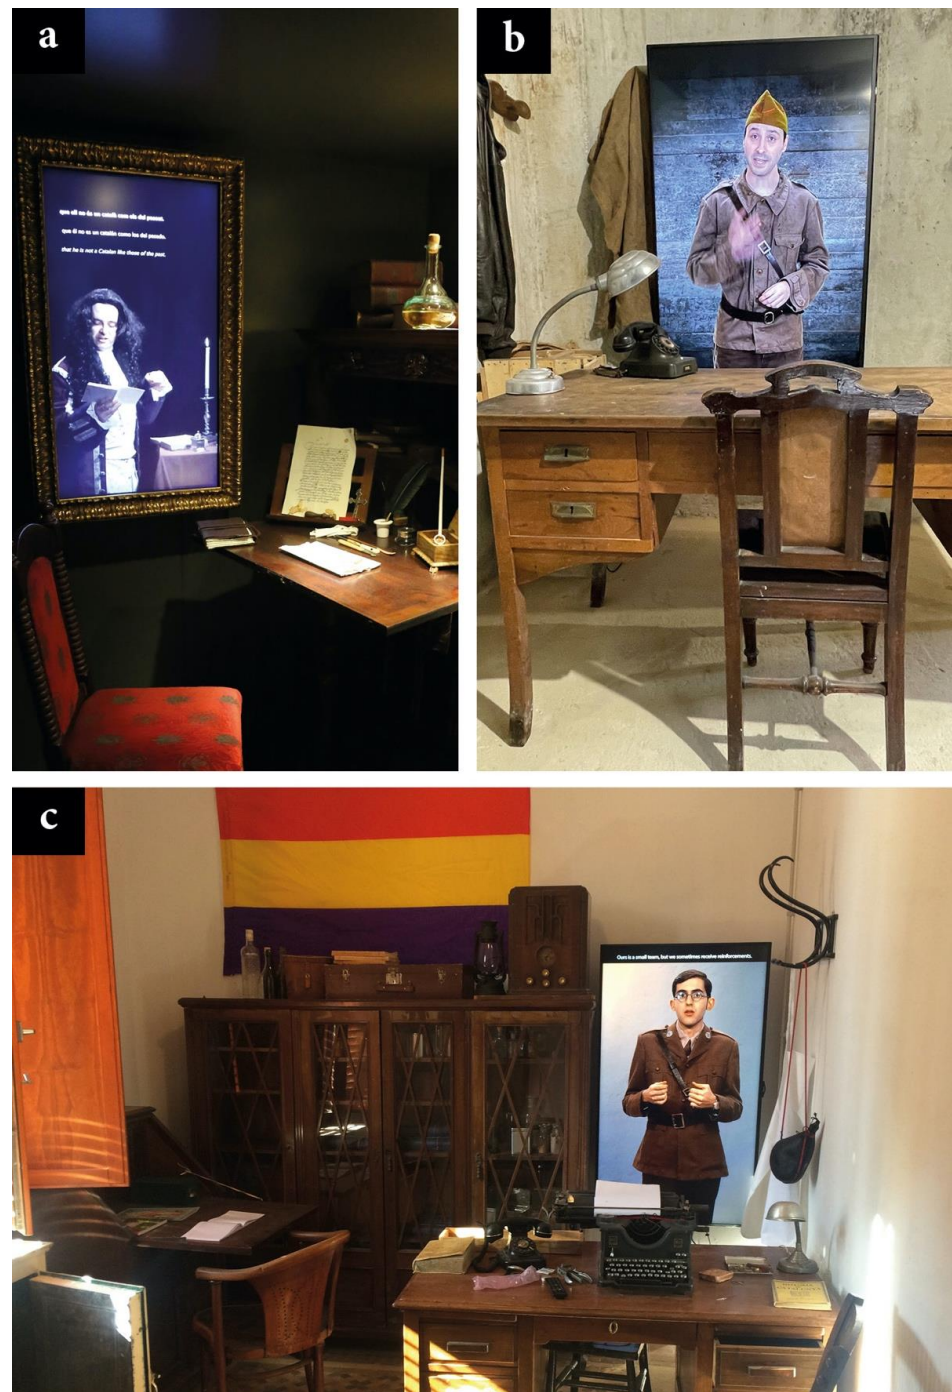 a
que ell no és un català com els del passat.
que él no es un catalán como los del pasado.
that he is not a Catalan like those of the past.
b
c
Ours is a small team, but we sometimes receive reinforcements.